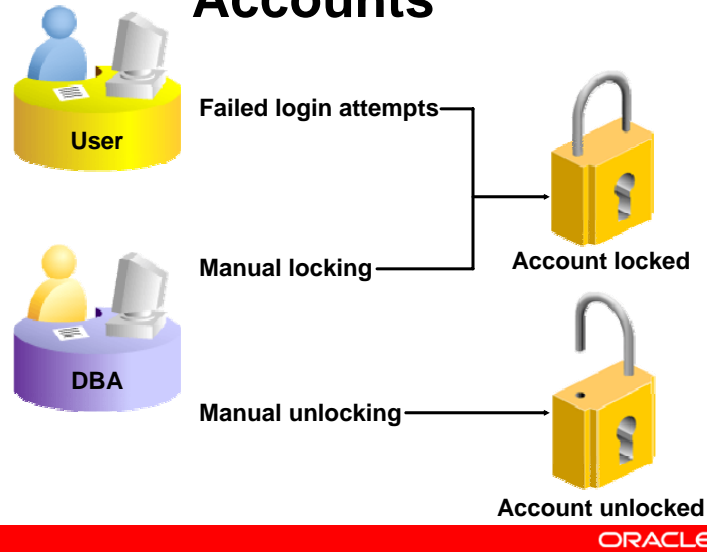 Accounts
Failed login attempts
User
Manual locking
Account locked
DBA
Manual unlocking
Account unlocked
ORACLE